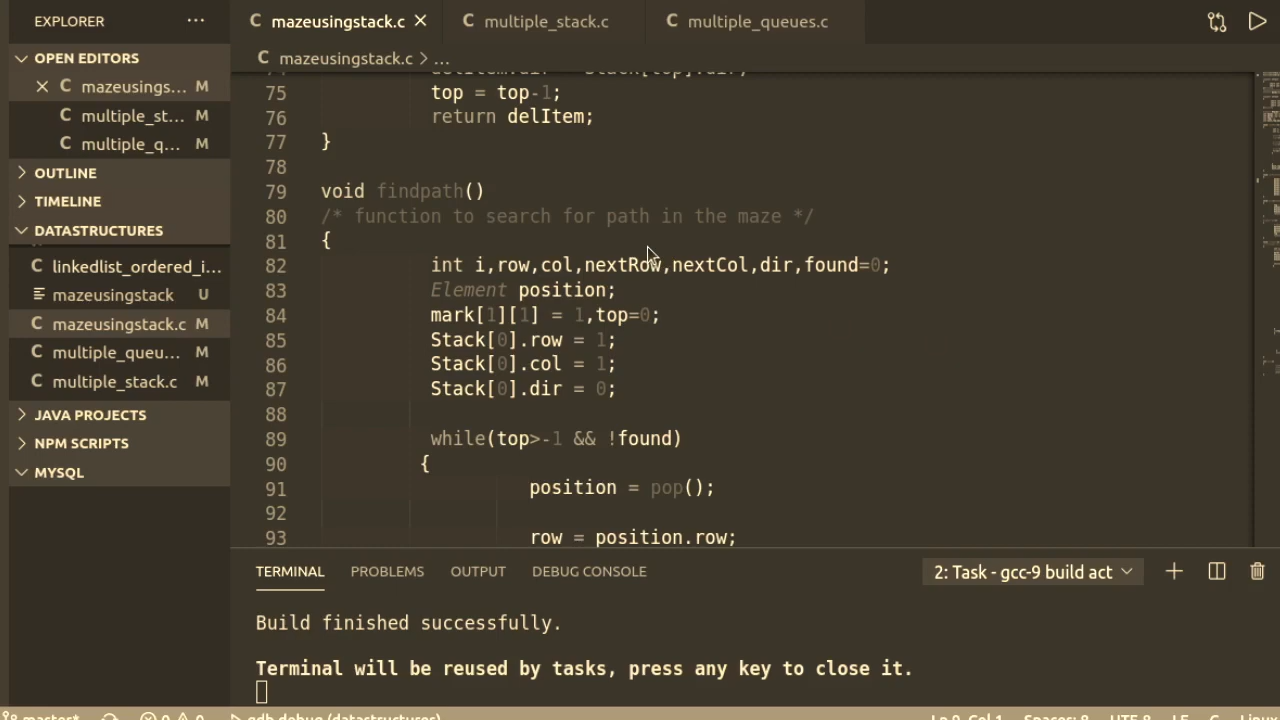 EXPLORER
mazeusingstack.c
multiple_stack.c
multiple_queues.c
OPEN EDITORS
mazeusings... M
multiple_st... M
multiple_q... M
OUTLINE
TIMELINE
DATASTRUCTURES
linkedlist_ordered_i...
mazeusingstack U
mazeusingstack.c M
multiple_queu... M
multiple_stack.c M
JAVA PROJECTS
NPM SCRIPTS
MYSQL
mazeusingstack.c > ...
75 top = top-1;
76 return delItem;
77 }
78
79 void findpath()
80 /* function to search for path in the maze */
81 {
82 int i,row,col,nextRow,nextCol,dir,found=0;
83 Element position;
84 mark[1][1] = 1,top=0;
85 Stack[0].row = 1;
86 Stack[0].col = 1;
87 Stack[0].dir = 0;
88
89 while(top>-1 && !found)
90 {
91 position = pop();
92
93 row = position.row;
TERMINAL PROBLEMS OUTPUT DEBUG CONSOLE
2: Task - gcc-9 build act
Build finished successfully.
Terminal will be reused by tasks, press any key to close it.
master*
gdb debug (datastructures)
Spaces: 8